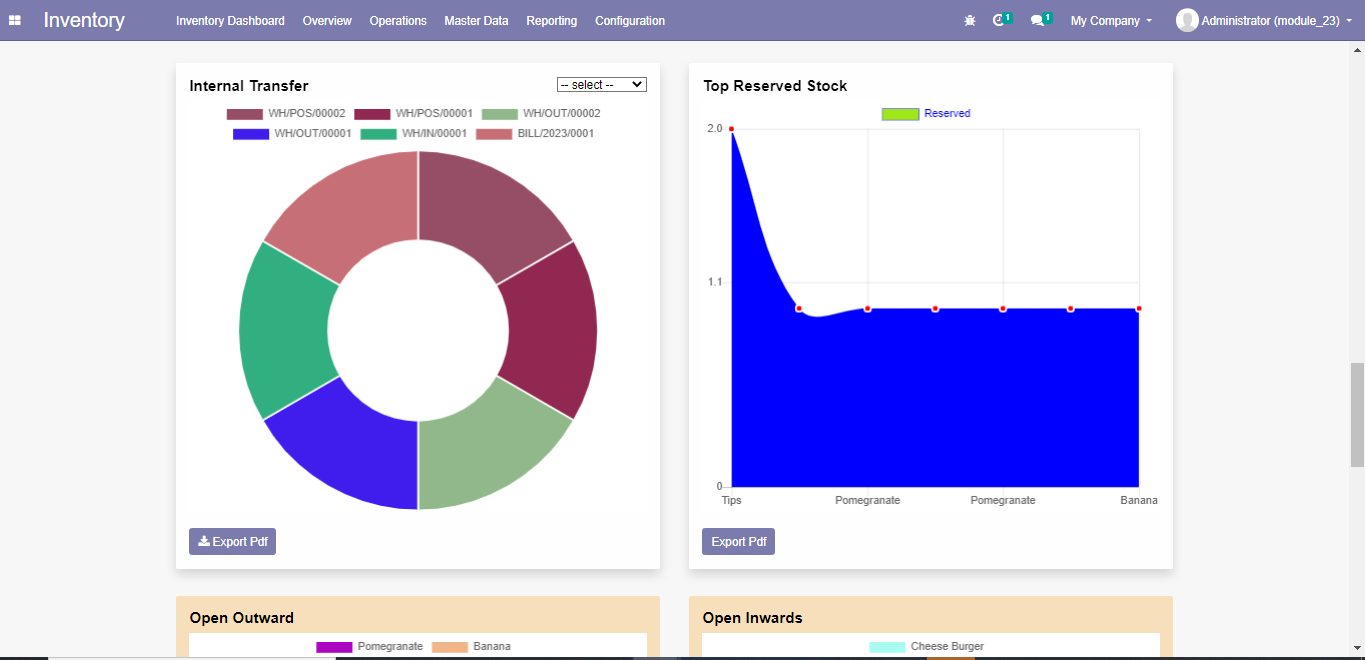 Inventory Inventory Dashboard Overview Operations Master Data Reporting Configuration 1 1 My Company Administrator (module_23)
Internal Transfer
-- select --
WH/POS/00002 WH/POS/00001 WH/OUT/00002
WH/OUT/00001 WH/IN/00001 BILL/2023/0001
Export Pdf
Top Reserved Stock
Reserved
2.0
1.1
0
Tips Pomegranate Pomegranate Banana
Export Pdf
Open Outward
Pomegranate Banana
Open Inwards
Cheese Burger